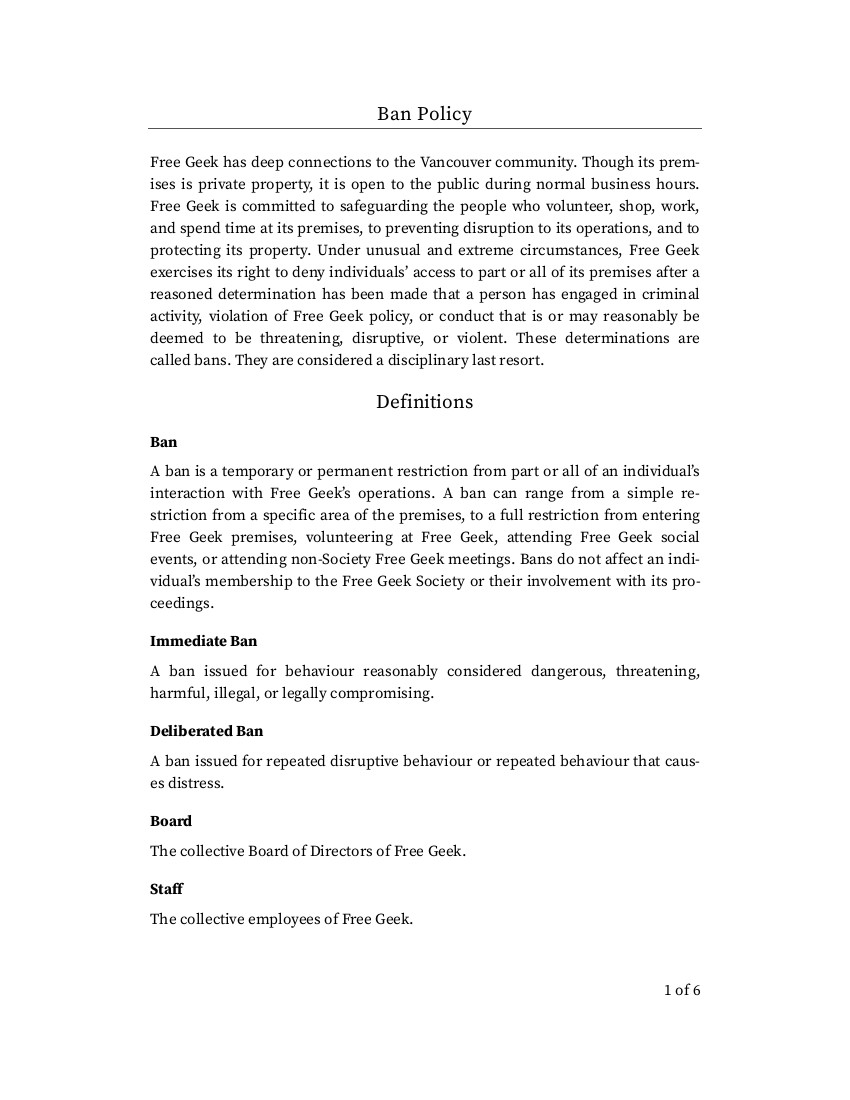 Ban Policy
Free Geek has deep connections to the Vancouver community. Though its prem-
ises is private property, it is open to the public during normal business hours.
Free Geek is committed to safeguarding the people who volunteer, shop, work,
and spend time at its premises, to preventing disruption to its operations, and to
protecting its property. Under unusual and extreme circumstances, Free Geek
exercises its right to deny individuals’ access to part or all of its premises after a
reasoned determination has been made that a person has engaged in criminal
activity, violation of Free Geek policy, or conduct that is or may reasonably be
deemed to be threatening, disruptive, or violent. These determinations are
called bans. They are considered a disciplinary last resort.
Definitions
Ban
A ban is a temporary or permanent restriction from part or all of an individual’s
interaction with Free Geek’s operations. A ban can range from a simple re-
striction from a specific area of the premises, to a full restriction from entering
Free Geek premises, volunteering at Free Geek, attending Free Geek social
events, or attending non-Society Free Geek meetings. Bans do not affect an indi-
vidual’s membership to the Free Geek Society or their involvement with its pro-
ceedings.
Immediate Ban
A ban issued for behaviour reasonably considered dangerous, threatening,
harmful, illegal, or legally compromising.
Deliberated Ban
A ban issued for repeated disruptive behaviour or repeated behaviour that caus-
es distress.
Board
The collective Board of Directors of Free Geek.
Staff
The collective employees of Free Geek.
1 of 6